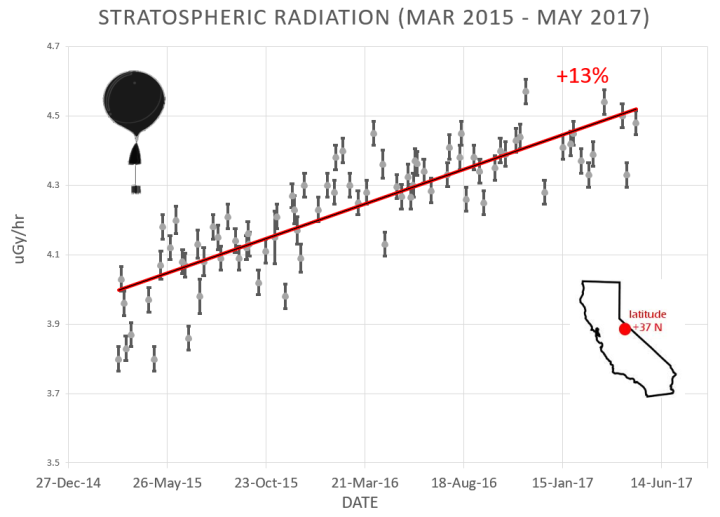 STRATOSPHERIC RADIATION (MAR 2015 - MAY 2017)
4.7
+13%
4.5
4.3
uGy/hr
4.1
latitude
+37 N
3.9
3.7
3.5
27-Dec-14 26-May-15 23-Oct-15 21-Mar-16 18-Aug-16 15-Jan-17 14-Jun-17
DATE